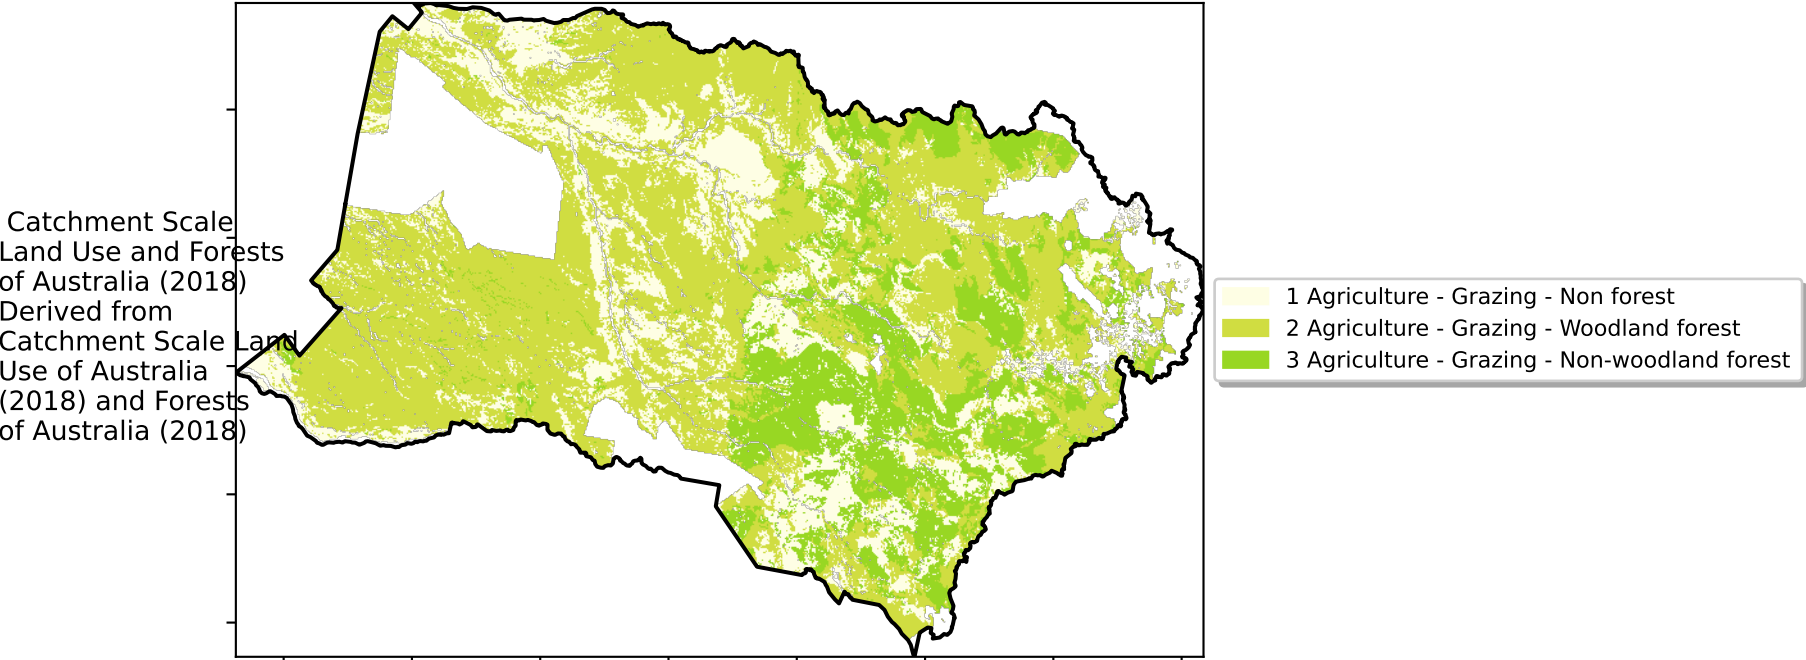 Catchment Scale
Land Use and Forests
of Australia (2018)
Derived from
Catchment Scale Land
Use of Australia
(2018) and Forests
of Australia (2018)
1 Agriculture - Grazing - Non forest
2 Agriculture - Grazing - Woodland forest
3 Agriculture - Grazing - Non-woodland forest